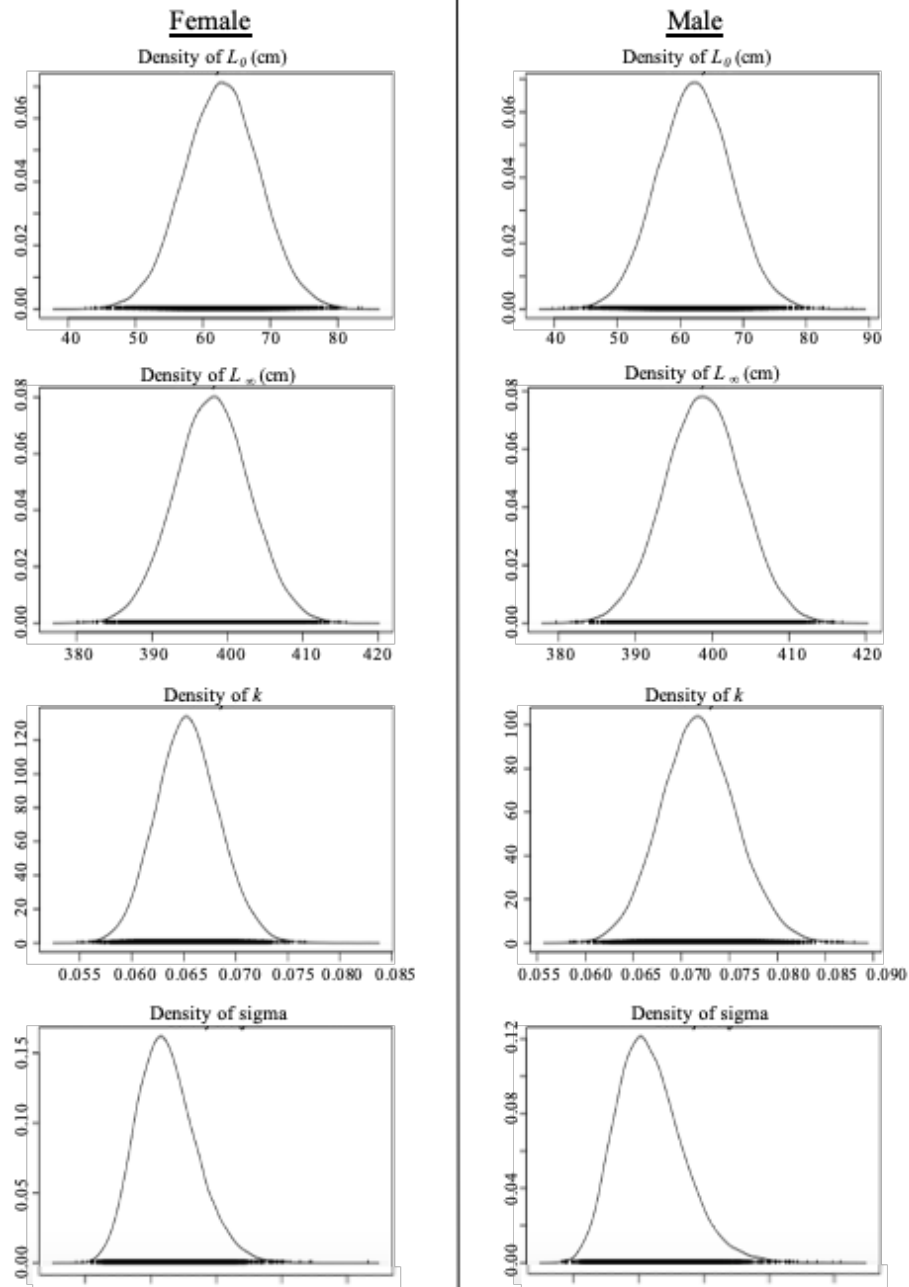 Female
Density of L₀ (cm)
0.00 0.02 0.04 0.06
40 50 60 70 80
Density of L ∞ (cm)
0.00 0.02 0.04 0.06 0.08
380 390 400 410 420
Density of k
0 20 40 60 80 100 120
0.055 0.060 0.065 0.070 0.075 0.080 0.085
Density of sigma
0.00 0.05 0.10 0.15
Male
Density of L₀ (cm)
0.00 0.02 0.04 0.06
40 50 60 70 80 90
Density of L ∞ (cm)
0.00 0.02 0.04 0.06 0.08
380 390 400 410 420
Density of k
0 20 40 60 80 100
0.055 0.060 0.065 0.070 0.075 0.080 0.085 0.090
Density of sigma
0.00 0.04 0.08 0.12